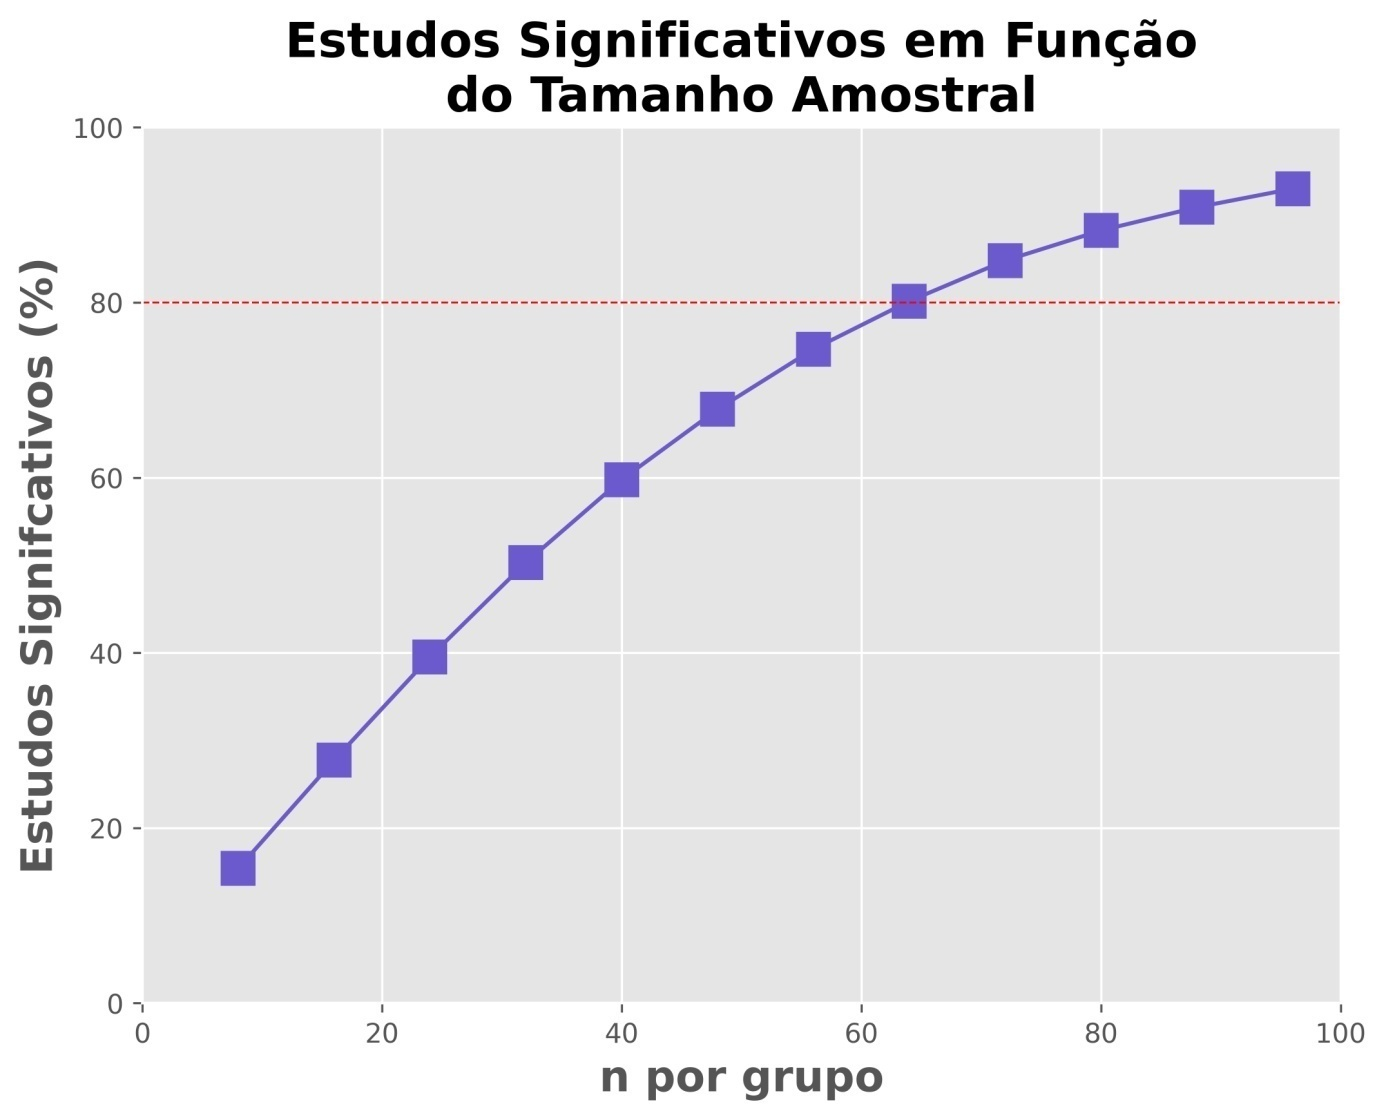 Estudos Significativos em Função
do Tamanho Amostral
100
80
60
40
20
0
Estudos Signifcativos (%)
0 20 40 60 80 100
n por grupo